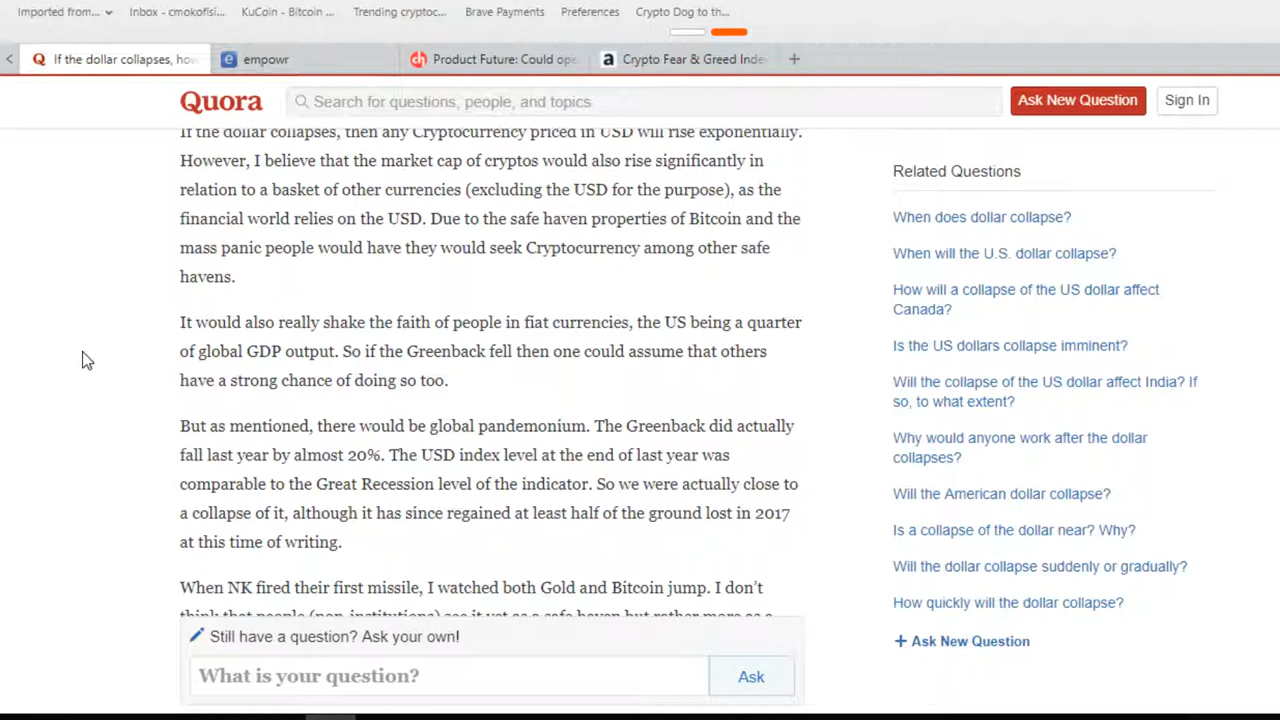 Imported from...
Inbox - cmokofisi...
KuCoin - Bitcoin ...
Trending cryptoc...
Brave Payments
Preferences
Crypto Dog to th...
If the dollar collapses, how
empowr
Product Future: Could ope
Crypto Fear & Greed Inde
Quora
Search for questions, people, and topics
Ask New Question
Sign In
If the dollar collapses, then any Cryptocurrency priced in USD will rise exponentially.
However, I believe that the market cap of cryptos would also rise significantly in
relation to a basket of other currencies (excluding the USD for the purpose), as the
financial world relies on the USD. Due to the safe haven properties of Bitcoin and the
mass panic people would have they would seek Cryptocurrency among other safe
havens.
It would also really shake the faith of people in fiat currencies, the US being a quarter
of global GDP output. So if the Greenback fell then one could assume that others
have a strong chance of doing so too.
But as mentioned, there would be global pandemonium. The Greenback did actually
fall last year by almost 20%. The USD index level at the end of last year was
comparable to the Great Recession level of the indicator. So we were actually close to
a collapse of it, although it has since regained at least half of the ground lost in 2017
at this time of writing.
When NK fired their first missile, I watched both Gold and Bitcoin jump. I don't
think that people (non-institutions) see it yet as a safe haven but rather more as a
Still have a question? Ask your own!
What is your question?
Ask
Related Questions
When does dollar collapse?
When will the U.S. dollar collapse?
How will a collapse of the US dollar affect
Canada?
Is the US dollars collapse imminent?
Will the collapse of the US dollar affect India? If
so, to what extent?
Why would anyone work after the dollar
collapses?
Will the American dollar collapse?
Is a collapse of the dollar near? Why?
Will the dollar collapse suddenly or gradually?
How quickly will the dollar collapse?
+ Ask New Question